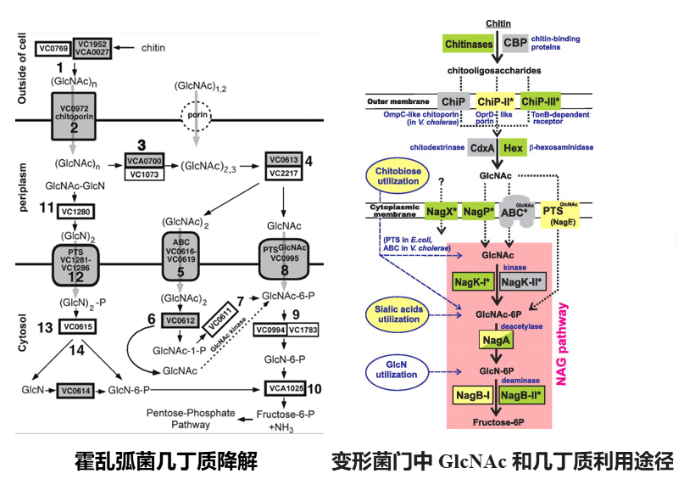 Outside of cell
periplasm
Cytosol
VC0769
VC1952
VCA0027
chitin
1
(GlcNAc)n
(GlcNAc)1,2
VC0972
chitoporin
2
porin
3
(GlcNAc)n
VCA0700
VC1073
(GlcNAc)2,3
VC0613
VC2217
4
GlcNAc-GlcN
11
VC1280
(GlcN)2
(GlcNAc)2
GlcNAc
PTS
VC1281-
VC1286
12
ABC
VC0616-
VC0619
5
PTSGlcNAc
VC0995
8
(GlcN)2-P
(GlcNAc)2
7
GlcNAc-6-P
13
VC0615
6
VC0612
VC0611
9
VC0994
VC1783
14
GlcNAc-1-P
GlcNAc kinase
GlcNAc
GlcN-6-P
GlcN
VC0614
GlcN-6-P
VCA1025
10
Pentose-Phosphate
Pathway
Fructose-6-P
+NH3
霍乱弧菌几丁质降解
Chitin
Chitinases
CBP
chitin-binding
proteins
chitooligosaccharides
Outer membrane
ChiP
ChiP-II*
ChiP-III*
OmpC-like chitoporin
(in V. cholerae)
OprD-like
porin
TonB-dependent
receptor
chitodextrinase
CdxA
Hex
β-hexosaminidase
GlcNAc
Chitobiose
utilization
?
Cytoplasmic
membrane
NagX*
NagP*
ABC*
GlcNAc
PTS
GlcNAc
(NagE)
(PTS in E.coli,
ABC in V. cholerae)
GlcNAc
kinase
NagK-I*
NagK-II*
Sialic acids
utilization
GlcNAc-6P
deacetylase
NagA
GlcN
utilization
GlcN-6P
deaminase
NagB-I
NagB-II*
Fructose-6P
NAG pathway
变形菌门中 GlcNAc 和几丁质利用途径